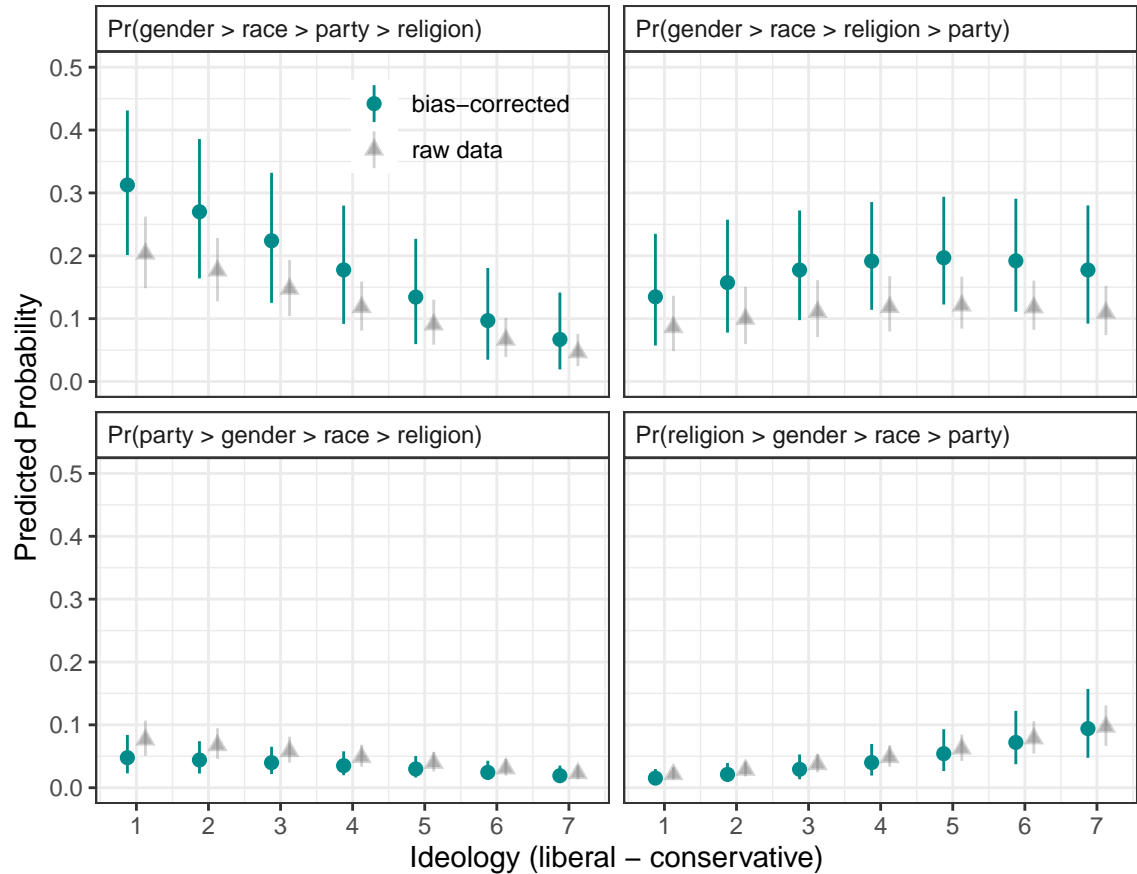 Pr(gender > race > party > religion)
Pr(gender > race > religion > party)
0.5
0.4
0.3
0.2
0.1
0.0
bias−corrected
raw data
Pr(party > gender > race > religion)
Pr(religion > gender > race > party)
0.5
0.4
0.3
0.2
0.1
0.0
Predicted Probability
1 2 3 4 5 6 7
1 2 3 4 5 6 7
Ideology (liberal − conservative)